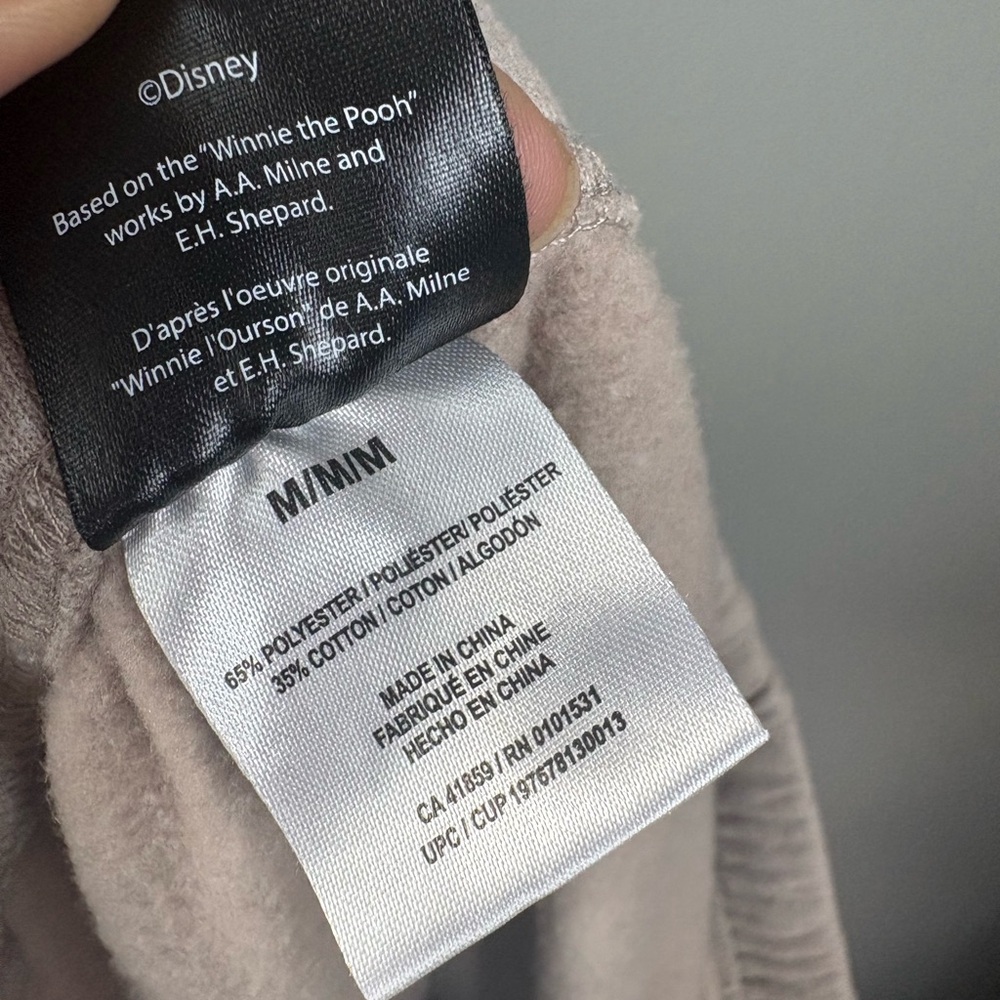 ©Disney
Based on the "Winnie the Pooh"
works by A.A. Milne and
E.H. Shepard.
D'après l'oeuvre originale
"Winnie l'Ourson" de A.A. Milne
et E.H. Shepard.
M/M/M
65% POLYESTER / POLIÉSTER/ POLIÉSTER
35% COTTON / COTON / ALGODÓN
MADE IN CHINA
FABRIQUÉ EN CHINE
HECHO EN CHINA
CA 41859 / RN 0101531
UPC / CUP 197678130013